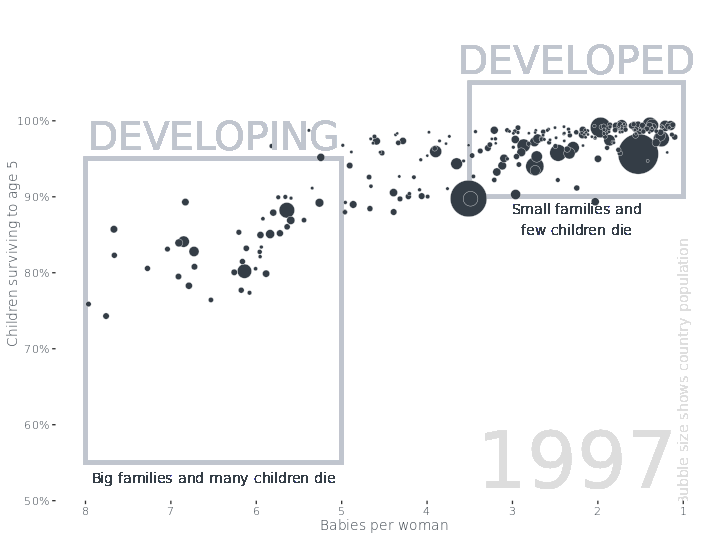 DEVELOPED
DEVELOPING
100%
90%
80%
70%
60%
50%
Children surviving to age 5
Small families and
few children die
Big families and many children die
1997
Bubble size shows country population
8
7
6
5
4
3
2
1
Babies per woman